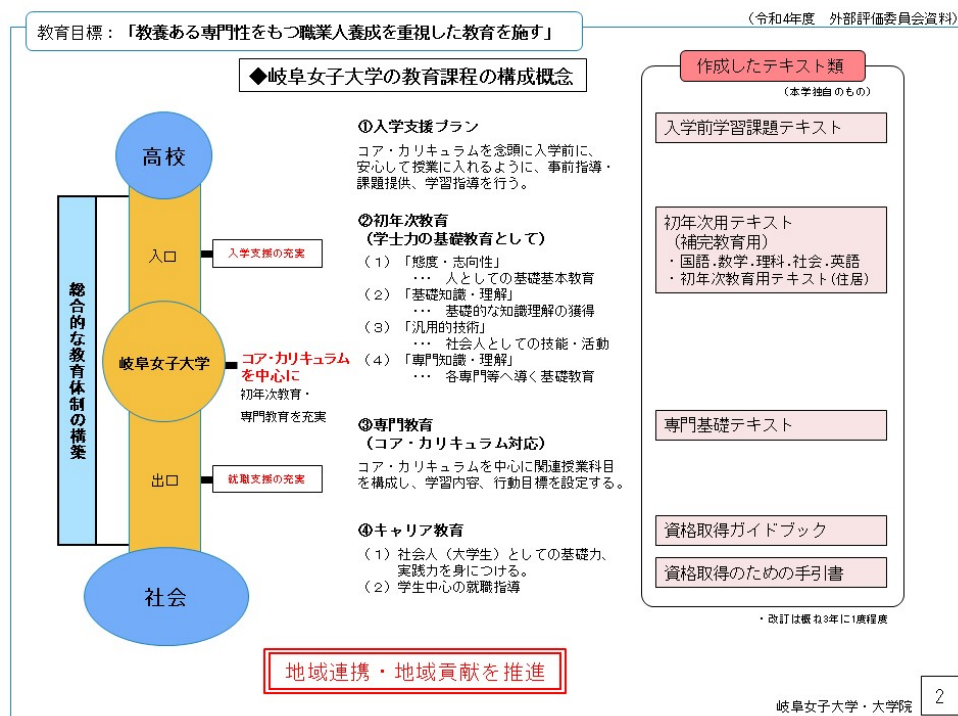 (令和4年度 外部評価委員会資料)
教育目標：「教養ある専門性をもつ職業人養成を重視した教育を施す」
◆岐阜女子大学の教育課程の構成概念
高校
入口
入学支援の充実
総合的な教育体制の構築
岐阜女子大学
コア・カリキュラム
を中心に
初年次教育・
専門教育を充実
出口
就職支援の充実
社会
①入学支援プラン
コア・カリキュラムを念頭に入学前に、
安心して授業に入れるように、事前指導・
課題提供、学習指導を行う。
②初年次教育
（学士力の基礎教育として）
（１）「態度・志向性」
･･･ 人としての基礎基本教育
（２）「基礎知識・理解」
･･･ 基礎的な知識理解の獲得
（３）「汎用的技術」
･･･ 社会人としての技能・活動
（４）「専門知識・理解」
･･･ 各専門等へ導く基礎教育
③専門教育
（コア・カリキュラム対応）
コア・カリキュラムを中心に関連授業科目
を構成し、学習内容、行動目標を設定する。
④キャリア教育
（１）社会人（大学生）としての基礎力、
実践力を身につける。
（２）学生中心の就職指導
作成したテキスト類
(本学独自のもの)
入学前学習課題テキスト
初年次用テキスト
（補完教育用）
・国語.数学.理科.社会.英語
・初年次教育用テキスト(住居)
専門基礎テキスト
資格取得ガイドブック
資格取得のための手引書
・改訂は概ね3年に1度程度
地域連携・地域貢献を推進
岐阜女子大学・大学院
2